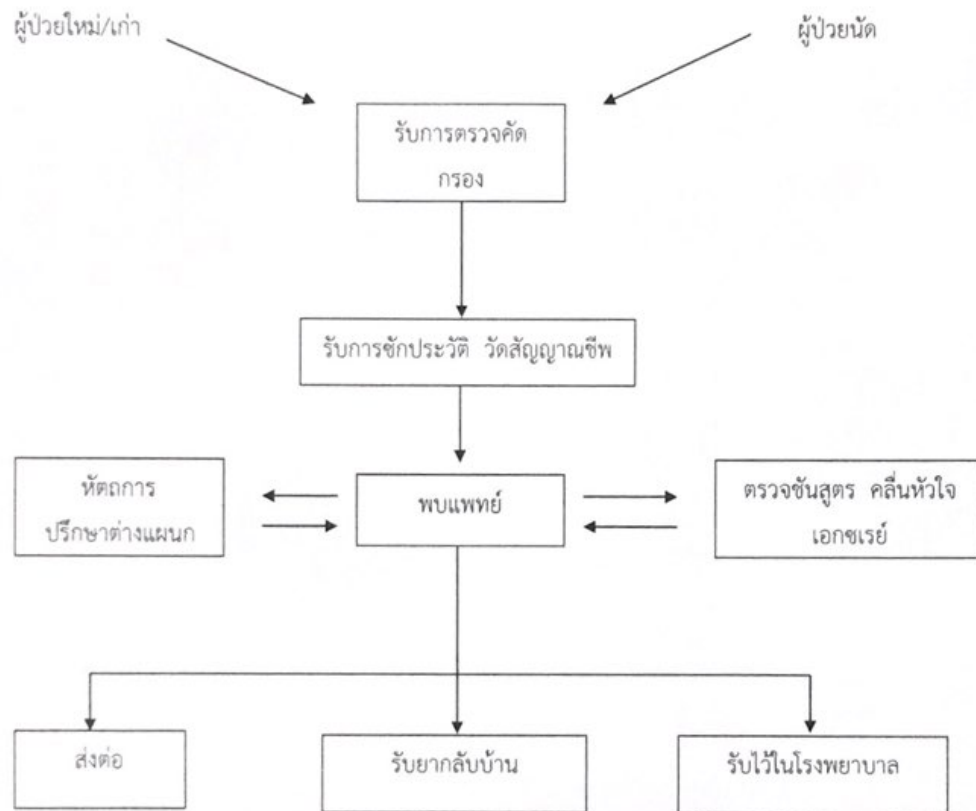 ผู้ป่วยใหม่/เก่า
ผู้ป่วยนัด
รับการตรวจคัด
กรอง
รับการซักประวัติ วัดสัญญาณชีพ
หัตถการ
ปรึกษาต่างแผนก
พบแพทย์
ตรวจชันสูตร คลื่นหัวใจ
เอกซเรย์
ส่งต่อ
รับยากลับบ้าน
รับไว้ในโรงพยาบาล